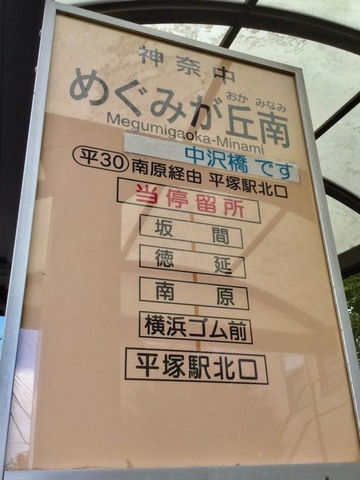 神奈中
おか みなみ
めぐみが丘南
Megumigaoka-Minami
中沢橋 です
平30 南原経由 平塚駅北口
当停留所
坂間
徳延
南原
横浜ゴム前
平塚駅北口